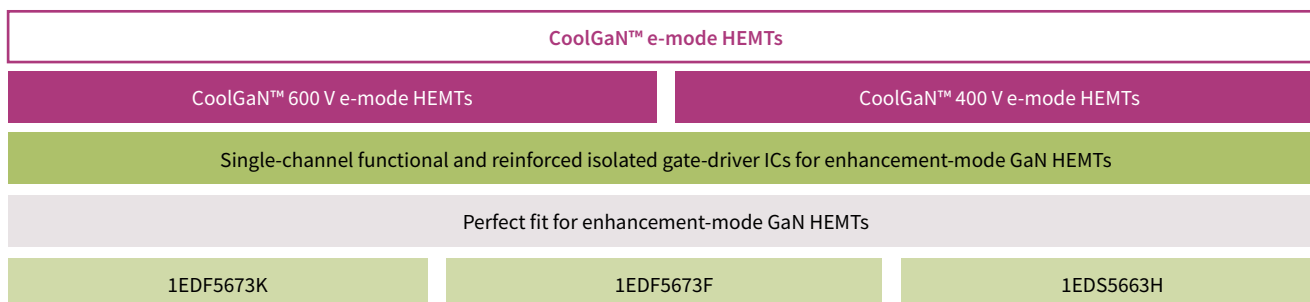 CoolGaN™ e-mode HEMTs
CoolGaN™ 600 V e-mode HEMTs
CoolGaN™ 400 V e-mode HEMTs
Single-channel functional and reinforced isolated gate-driver ICs for enhancement-mode GaN HEMTs
Perfect fit for enhancement-mode GaN HEMTs
1EDF5673K
1EDF5673F
1EDS5663H